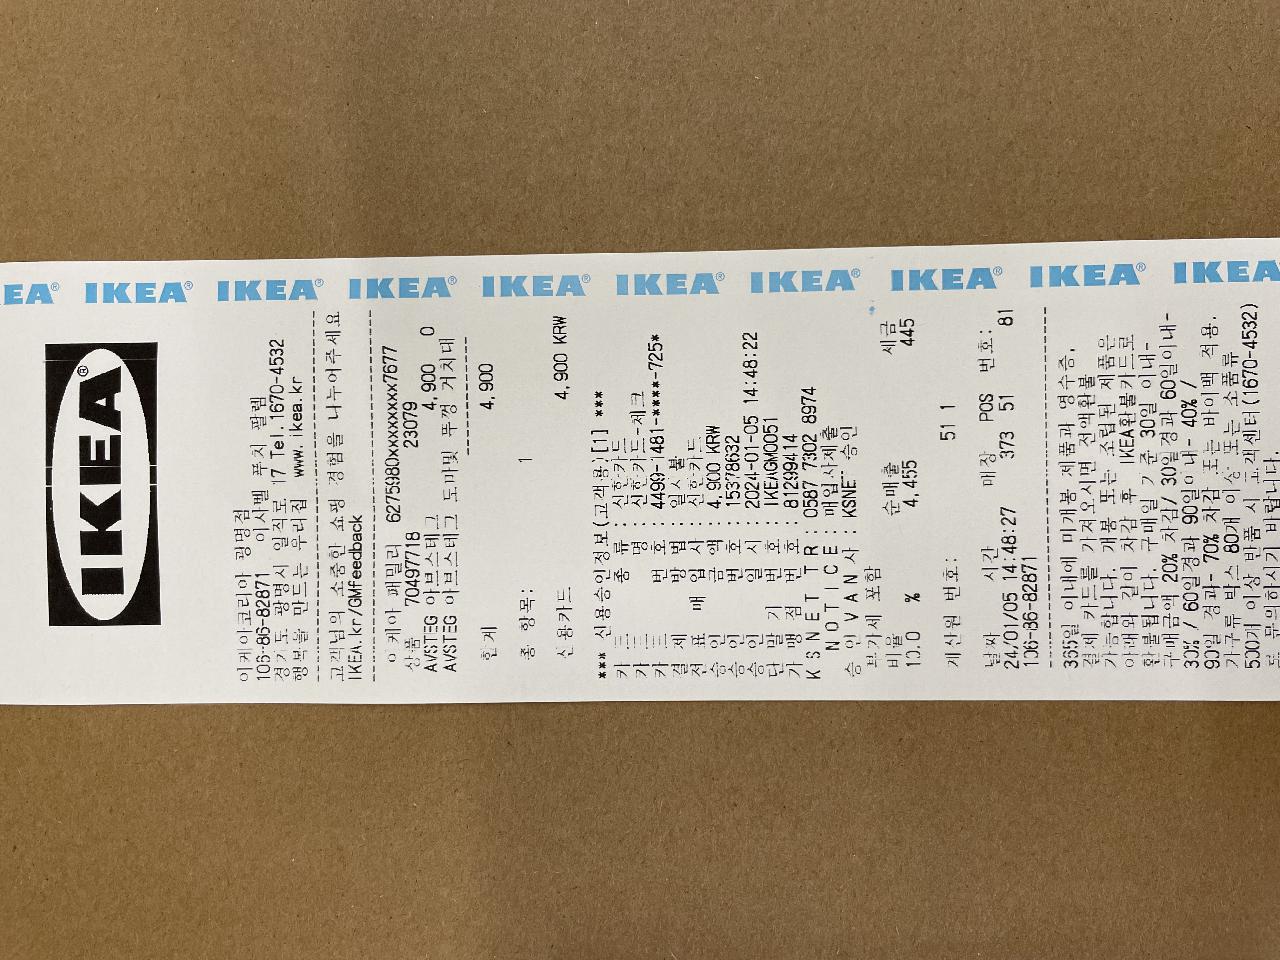 EA® IKEA® IKEA® IKEA® IKEA® IKEA® IKEA® IKEA® IKEA® IKEA
IKEA®
이케아코리아 광명점
106-86-82871 이사벨 푸치 팔렘
경기도 광명시 일직로 17 Tel.1670-4532
행복을 만드는 우리집 www.ikea.kr
고객님의 소중한 쇼핑 경험을 나누어주세요
IKEA.kr/GMfeedback
이케아 패밀리 6275980xxxxxxxxx7677
상품 70497718 23079
AVSTEG 아브스테그 4,900 0
AVSTEG 아브스테그 도마및 뚜껑 거치대
합계 4,900
총 항목: 1
신용카드 4,900 KRW
*** 신용승인정보(고객용)[1] ***
카드 종류: 신한카드
카드 명: 신한카드-체크
카드 번호: 4499-1481-****-725*
결제 방법: 일시불
전표매입사: 신한카드
승인 금액: 4,900 KRW
승인 번호: 15378632
승인 일시: 2024-01-05 14:48:22
단말기 번호: IKEAGM0051
가맹점 번호: 81299414
KSNET TR: 0587 7302 8974
NOTICE: 매입사제출
승인VAN사: KSNET 승인
부가세 포함
비율 순매출 세금
10.0 % 4,455 445
계산원 번호: 51 1
날짜 시간 매장 POS 번호:
24/01/05 14:48:27 373 51 81
106-86-82871
365일 이내에 미개봉 제품과 영수증,
결제 카드를 가져오시면 전액환불
가능합니다. 개봉 또는 조립된 제품은
아래와 같이 차감 후 IKEA환불카드로
환불됩니다. 구매일 기준 30일 이내-
구매금액 20% 차감/ 30일경과 60일이내-
30% / 60일경과 90일이내- 40% /
90일 경과- 70% 차감 또는 바이백 적용.
가구류 박스 80개 이상 또는 소품류
500개 이상 반품 시 고객센터(1670-4532)
로 문의하시기 바랍니다.